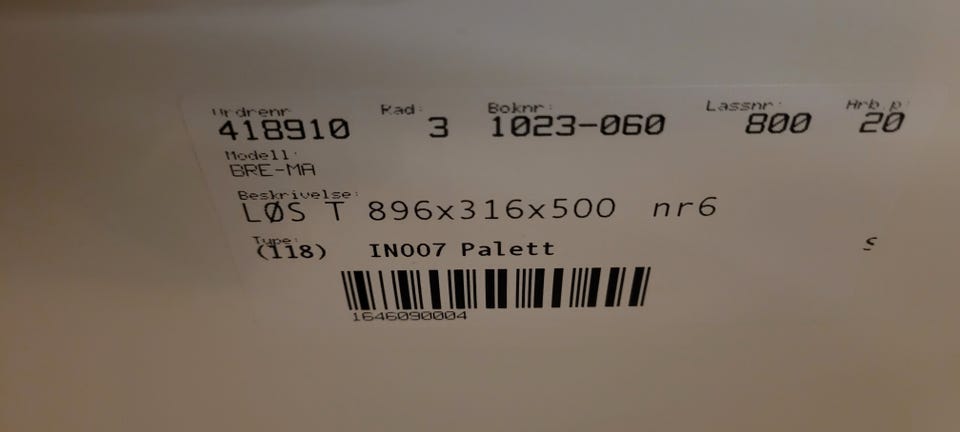 Ordrenr Rad: Boknr: Lassnr: Arb.p:
418910 3 1023-060 800 20
Modell:
BRE-MA
Beskrivelse:
LØS T 896x316x500 nr6
Type:
(118) IN007 Palett S
1646090004